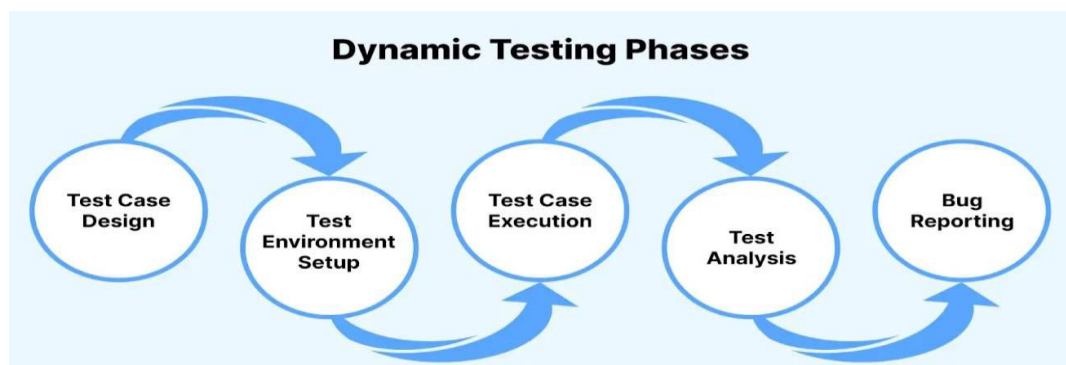 Dynamic Testing Phases
Test Case
Design
Test
Environment
Setup
Test Case
Execution
Test
Analysis
Bug
Reporting